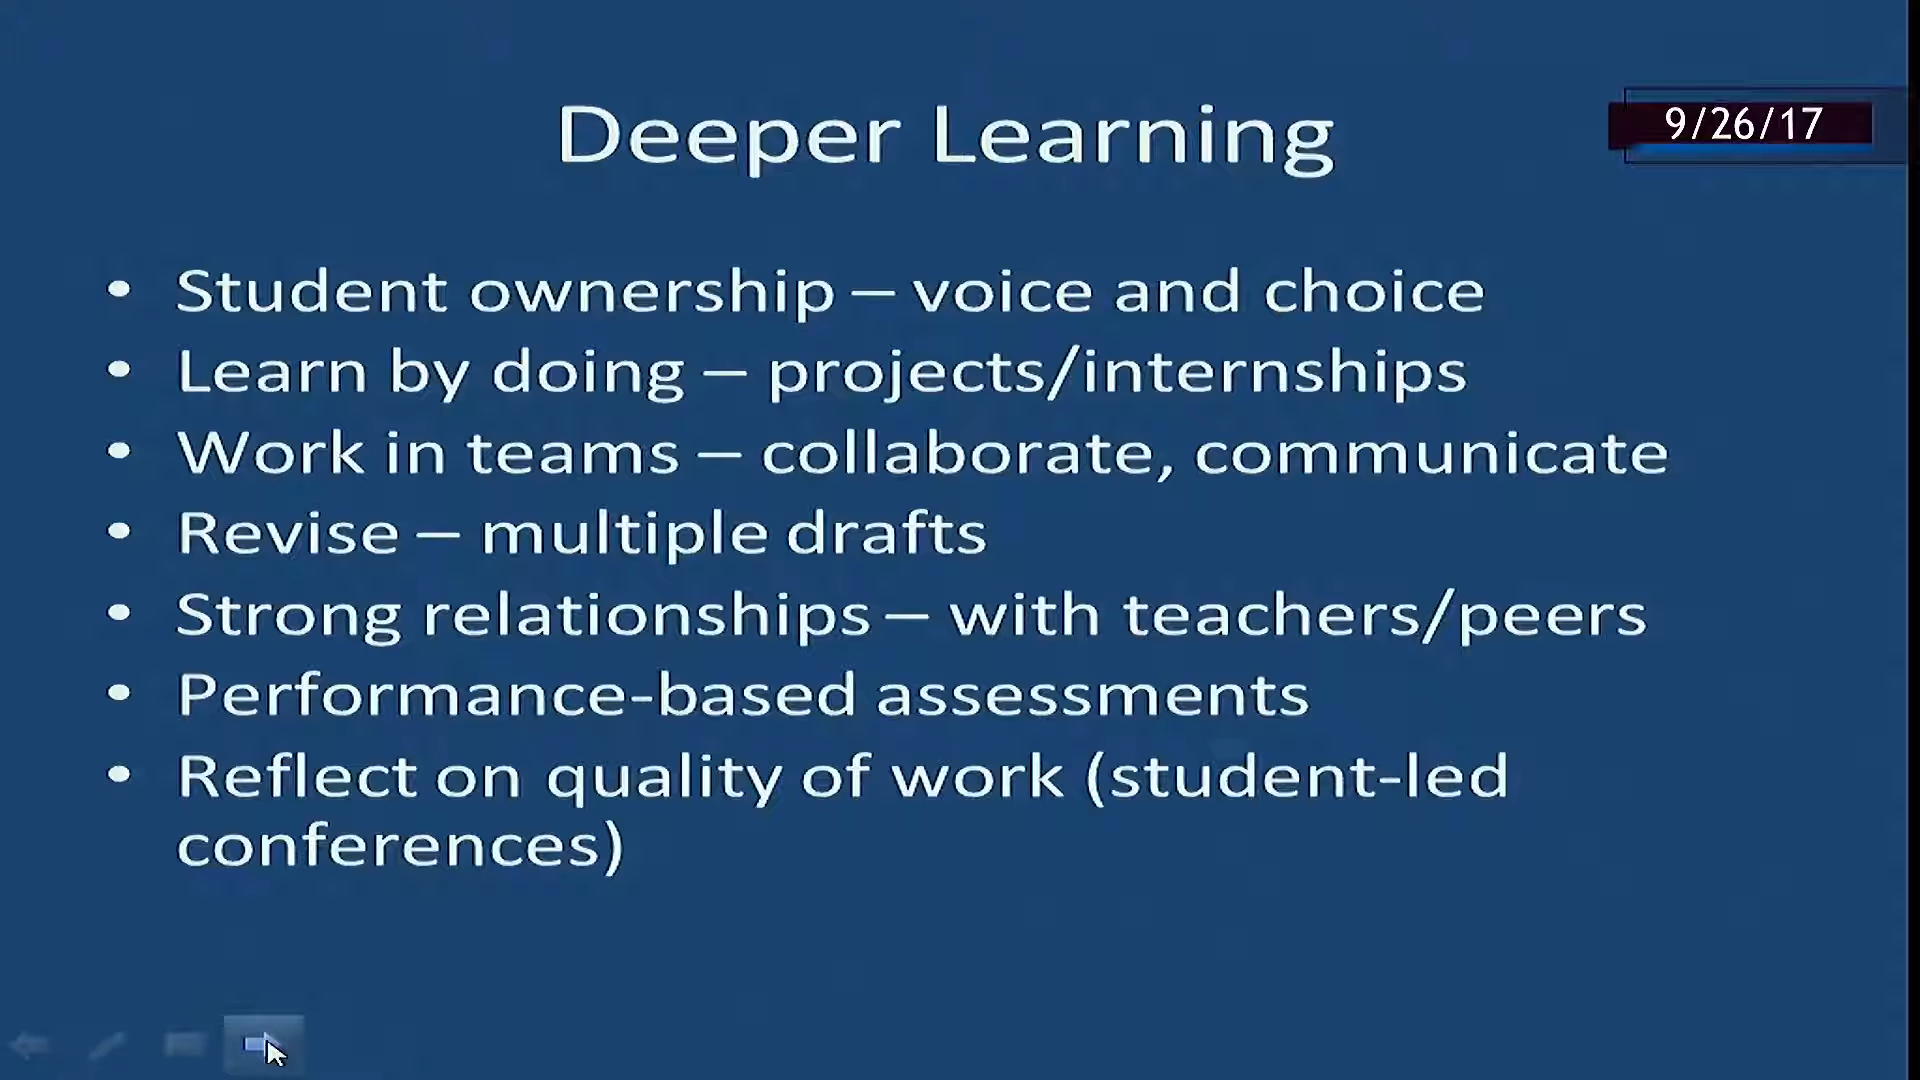 Deeper Learning
9/26/17
• Student ownership – voice and choice
• Learn by doing – projects/internships
• Work in teams – collaborate, communicate
• Revise – multiple drafts
• Strong relationships – with teachers/peers
• Performance-based assessments
• Reflect on quality of work (student-led
conferences)